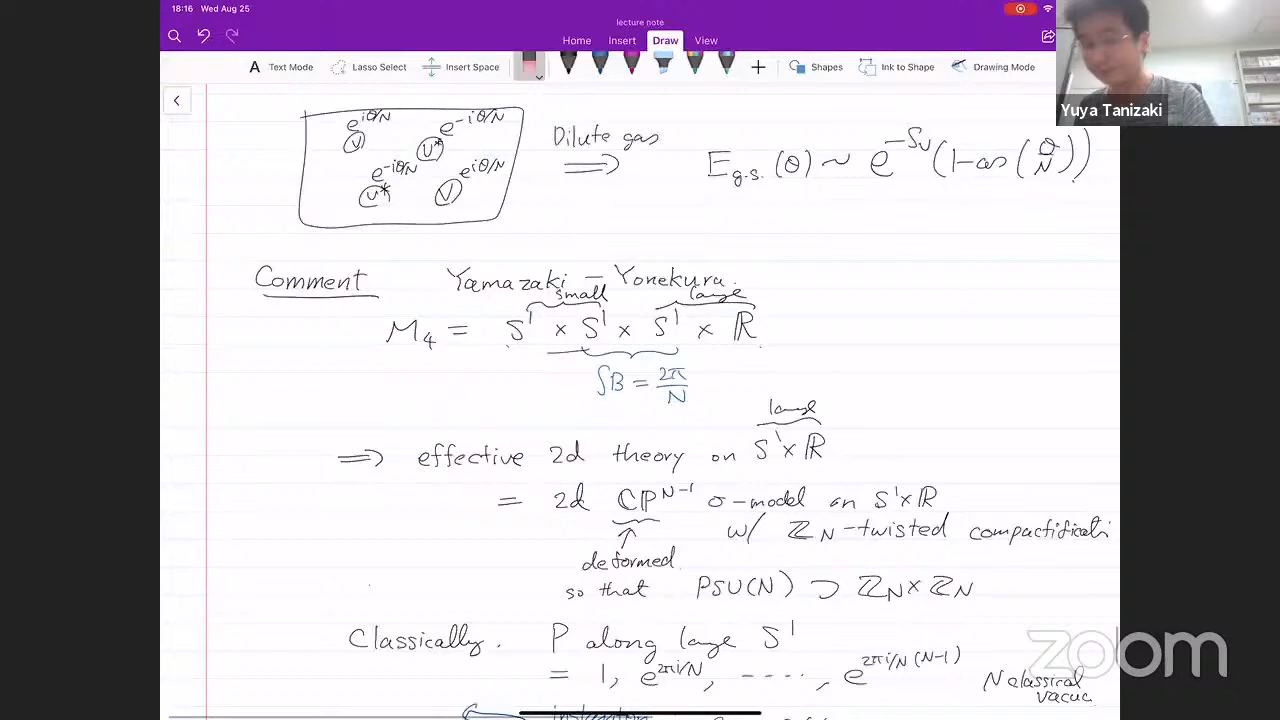 18:16 Wed Aug 25
lecture note
Home Insert Draw View
Text Mode Lasso Select Insert Space Shapes Ink to Shape Drawing Mode
Yuya Tanizaki
e^{iθ/N} e^{-iθ/N}
V V*
e^{-iθ/N} e^{iθ/N}
V* V
Dilute gas
⟹ E_{g.s.}(θ) ~ e^{-S_V}(1-cos(θ/N))
Comment Yamazaki - Yonekura.
small large
M_4 = S^1 × S^1 × S^1 × ℝ
∫B = 2π/N
large
⟹ effective 2d theory on S^1 × ℝ
= 2d ℂℙ^{N-1} σ-model on S^1×ℝ
w/ ℤ_N-twisted compactificati
↑
deformed
so that PSU(N) ⊃ ℤ_N × ℤ_N
Classically. P along large S^1
= 1, e^{2πi/N}, ----, e^{2πi/N (N-1)}
N classical
vacua
instanton
zoom